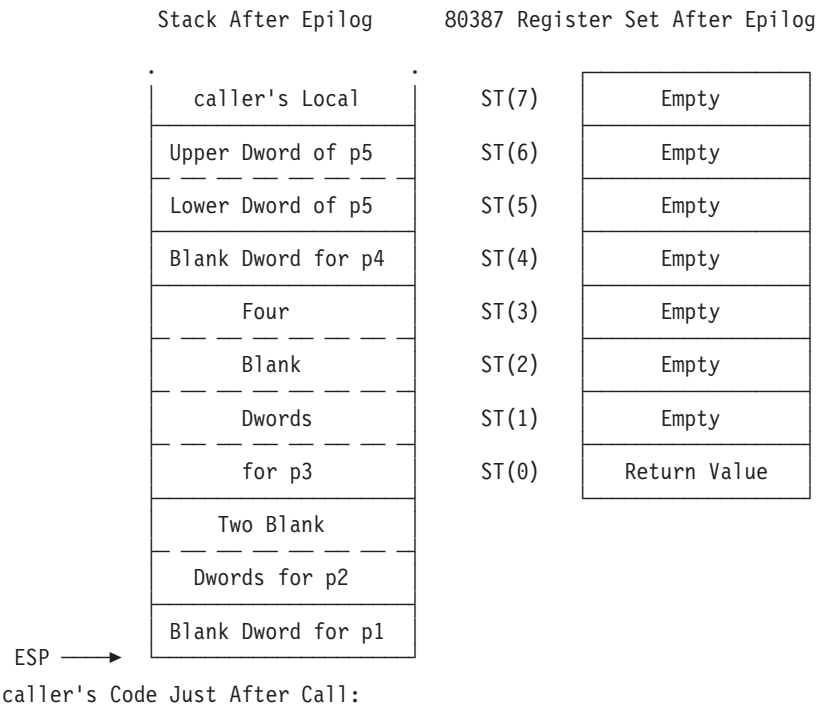 Stack After Epilog 80387 Register Set After Epilog
caller's Local ST(7) Empty
Upper Dword of p5 ST(6) Empty
Lower Dword of p5 ST(5) Empty
Blank Dword for p4 ST(4) Empty
Four ST(3) Empty
Blank ST(2) Empty
Dwords ST(1) Empty
for p3 ST(0) Return Value
Two Blank
Dwords for p2
Blank Dword for p1
ESP
caller's Code Just After Call: